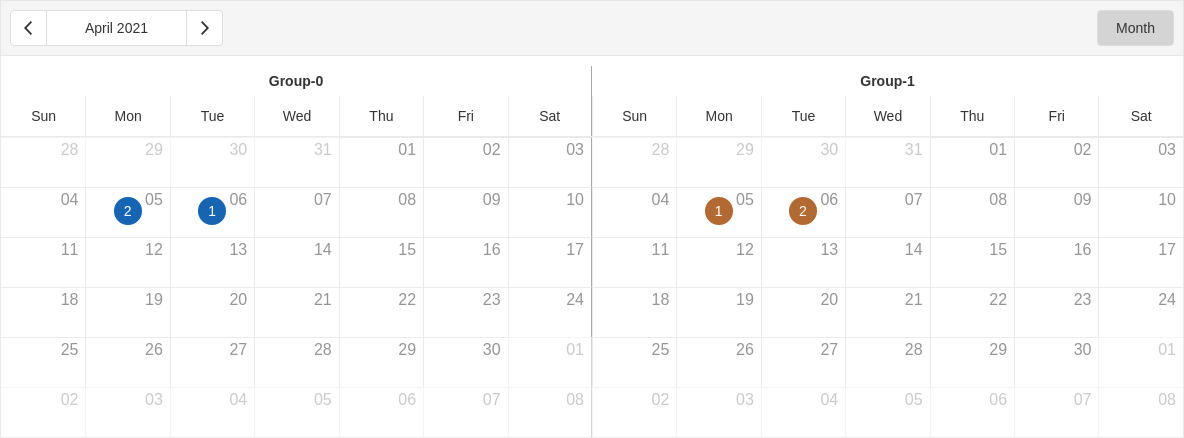 April 2021 Month
Group-0 Group-1
Sun Mon Tue Wed Thu Fri Sat Sun Mon Tue Wed Thu Fri Sat
28 29 30 31 01 02 03 28 29 30 31 01 02 03
04 2 05 1 06 07 08 09 10 04 1 05 2 06 07 08 09 10
11 12 13 14 15 16 17 11 12 13 14 15 16 17
18 19 20 21 22 23 24 18 19 20 21 22 23 24
25 26 27 28 29 30 01 25 26 27 28 29 30 01
02 03 04 05 06 07 08 02 03 04 05 06 07 08